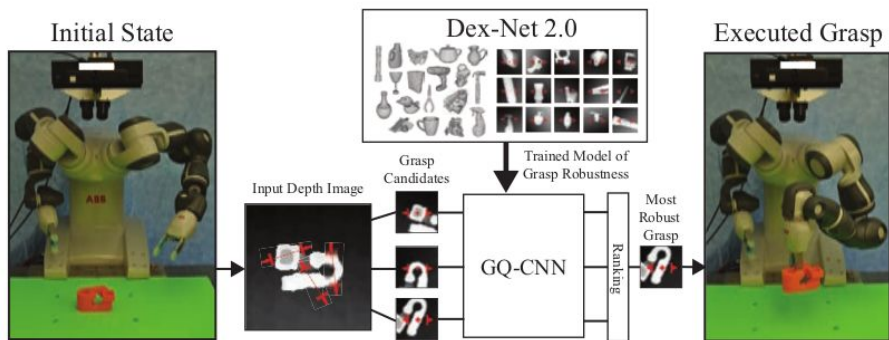 Initial State
Dex-Net 2.0
Executed Grasp
Trained Model of
Grasp Robustness
Grasp
Candidates
Input Depth Image
Most
Robust
Grasp
GQ-CNN
Ranking
ABB